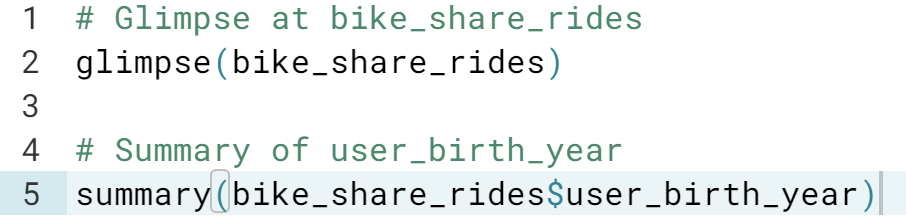 1 # Glimpse at bike_share_rides
2 glimpse(bike_share_rides)
3
4 # Summary of user_birth_year
5 summary(bike_share_rides$user_birth_year)